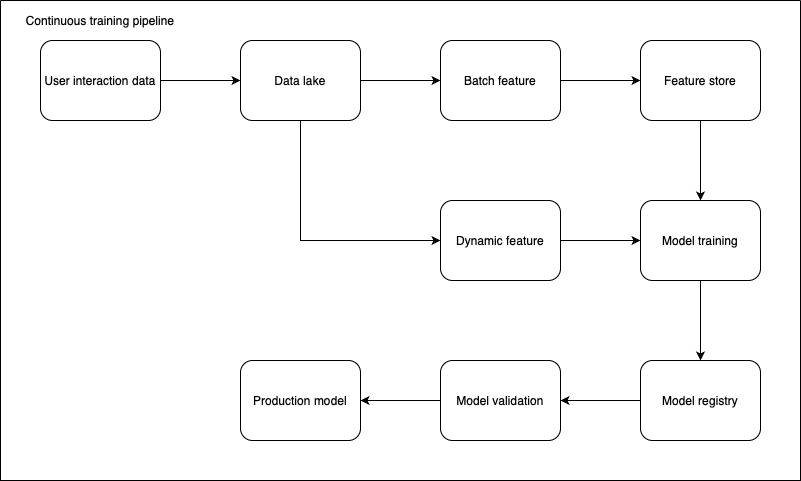 Continuous training pipeline
User interaction data
Data lake
Batch feature
Feature store
Dynamic feature
Model training
Production model
Model validation
Model registry